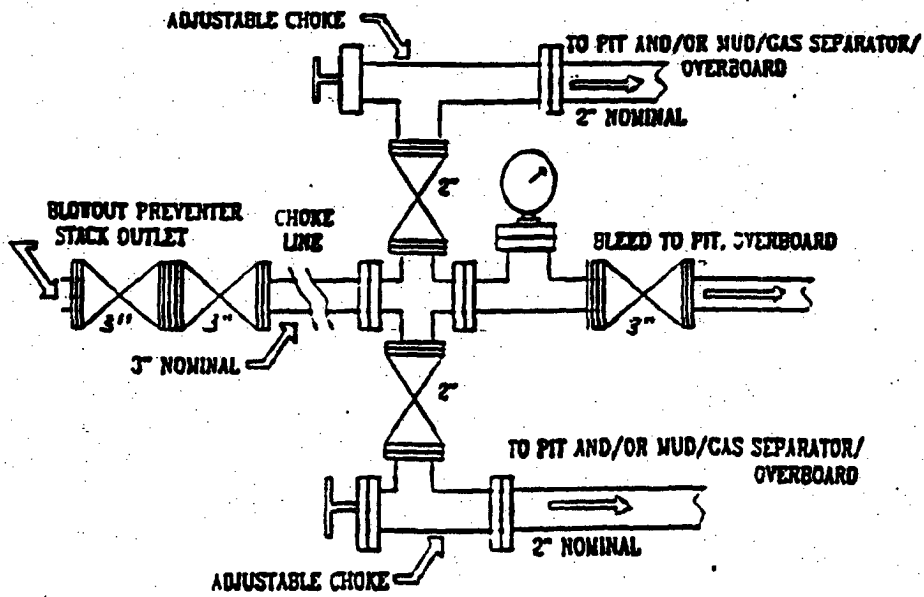 ADJUSTABLE CHOKE
TO PIT AND/OR MUD/GAS SEPARATOR/
OVERBOARD
2" NOMINAL
2"
BLOWOUT PREVENTER
STACK OUTLET
CHOKE
LINE
BLEED TO PIT, OVERBOARD
3"
3"
3"
3" NOMINAL
2"
TO PIT AND/OR MUD/GAS SEPARATOR/
OVERBOARD
2" NOMINAL
ADJUSTABLE CHOKE